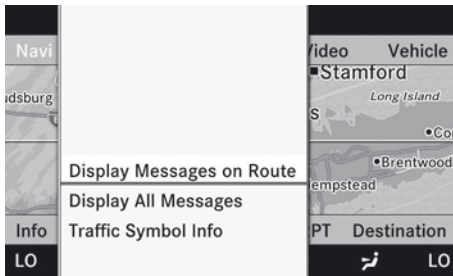 Navi
Video Vehicle
Stamford
Long Island
Brentwood
Display Messages on Route
Display All Messages
Traffic Symbol Info
Info
Destination
LO
LO